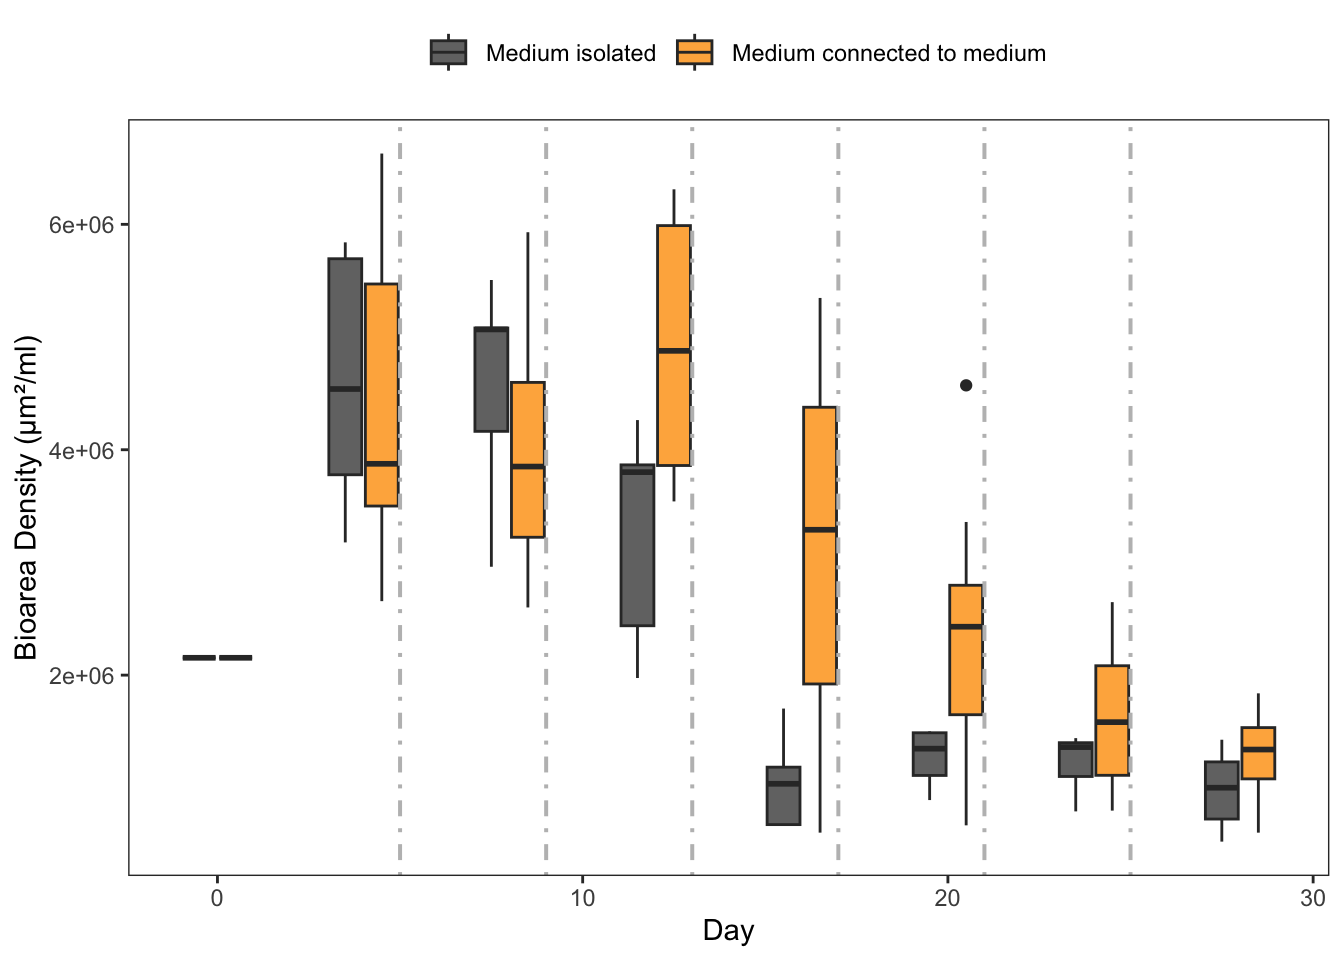 Medium isolated Medium connected to medium
Bioarea Density (µm²/ml)
6e+06
4e+06
2e+06
0 10 20 30
Day